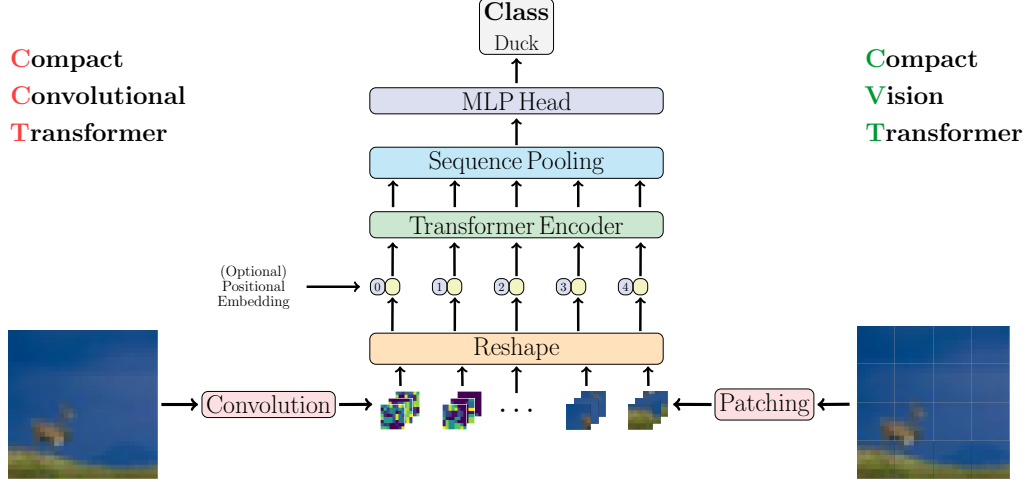 Class
Duck
Compact
Convolutional
Transformer
Compact
Vision
Transformer
MLP Head
Sequence Pooling
Transformer Encoder
(Optional)
Positional
Embedding
0 1 2 3 4
Reshape
Convolution
...
Patching